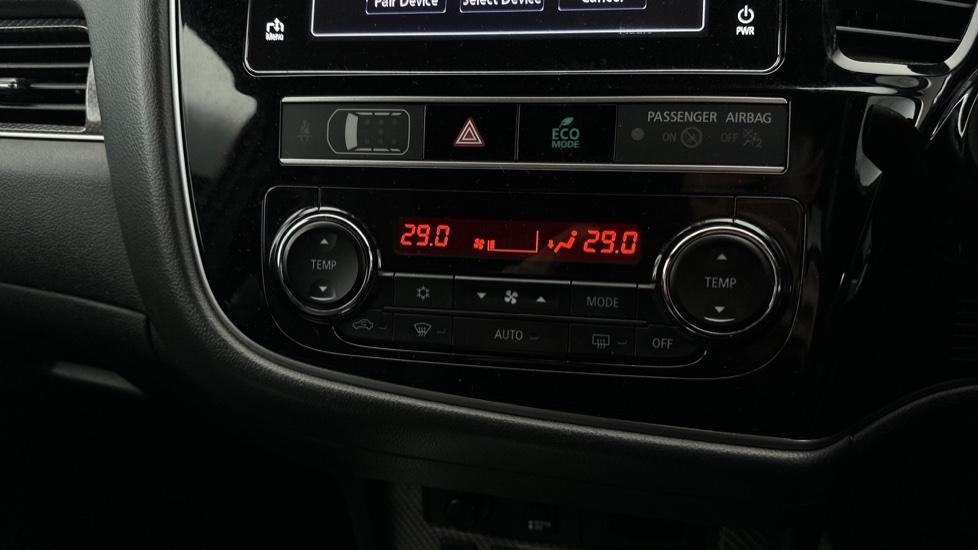 Pair Device Select Device Cancel
Menu
PWR
PASSENGER AIRBAG
ECO
MODE
ON OFF
29.0 29.0
TEMP
TEMP
MODE
AUTO
OFF